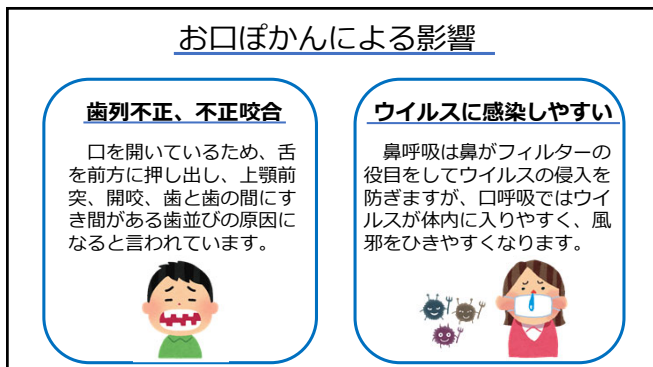 お口ぽかんによる影響
歯列不正、不正咬合
口を開いているため、舌
を前方に押し出し、上顎前
突、開咬、歯と歯の間にす
き間がある歯並びの原因に
なると言われています。
ウイルスに感染しやすい
鼻呼吸は鼻がフィルターの
役目をしてウイルスの侵入を
防ぎますが、口呼吸ではウイ
ルスが体内に入りやすく、風
邪をひきやすくなります。